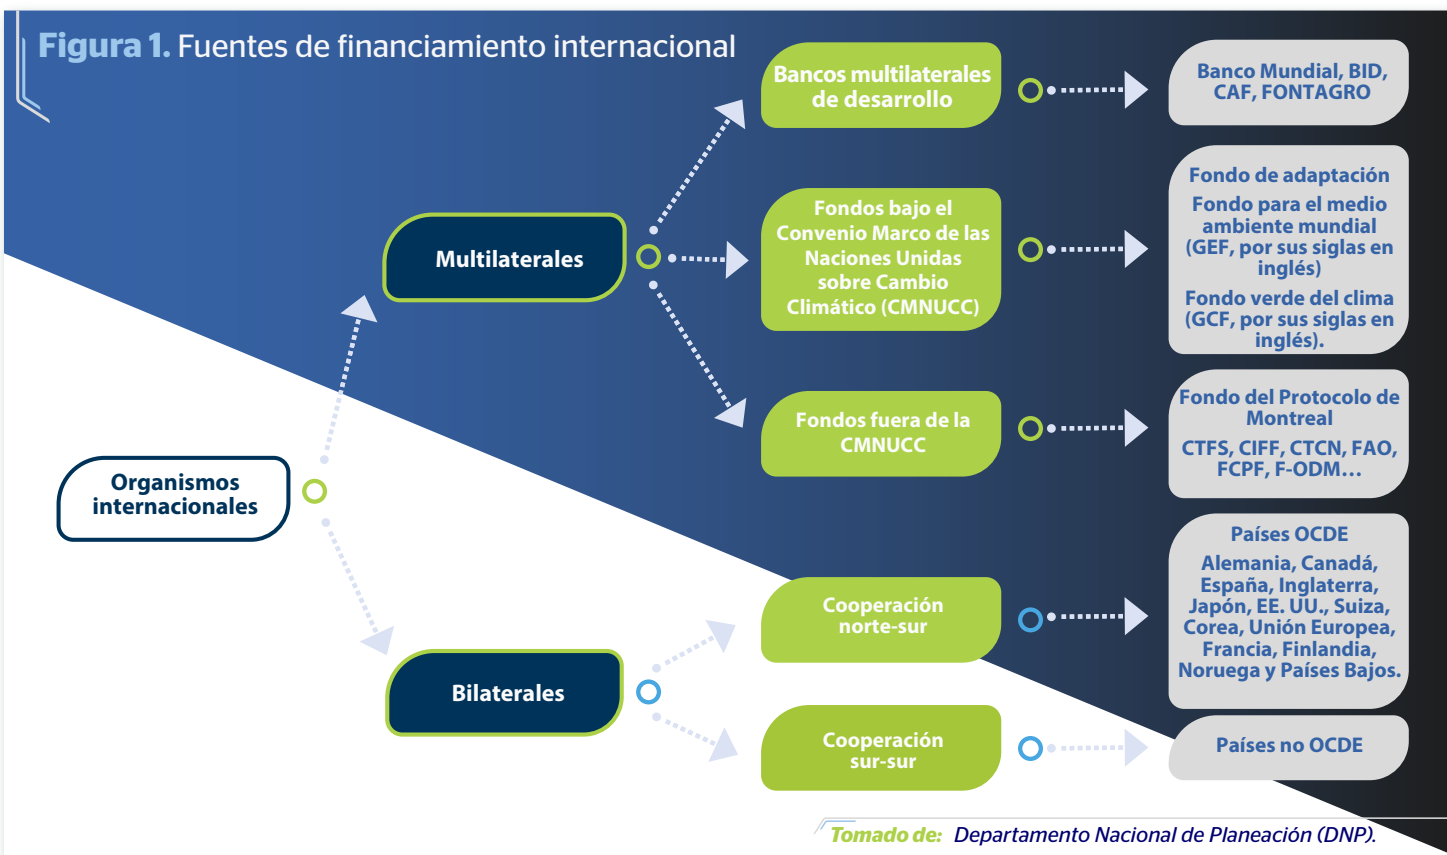 Figura 1. Fuentes de financiamiento internacional
Organismos
internacionales
Multilaterales
Bancos multilaterales
de desarrollo
Banco Mundial, BID,
CAF, FONTAGRO
Fondos bajo el
Convenio Marco de las
Naciones Unidas
sobre Cambio
Climático (CMNUCC)
Fondo de adaptación
Fondo para el medio
ambiente mundial
(GEF, por sus siglas en
inglés)
Fondo verde del clima
(GCF, por sus siglas en
inglés).
Fondos fuera de la
CMNUCC
Fondo del Protocolo de
Montreal
CTFS, CIFF, CTCN, FAO,
FCPF, F-ODM...
Bilaterales
Cooperación
norte-sur
Países OCDE
Alemania, Canadá,
España, Inglaterra,
Japón, EE. UU., Suiza,
Corea, Unión Europea,
Francia, Finlandia,
Noruega y Países Bajos.
Cooperación
sur-sur
Países no OCDE
Tomado de: Departamento Nacional de Planeación (DNP).